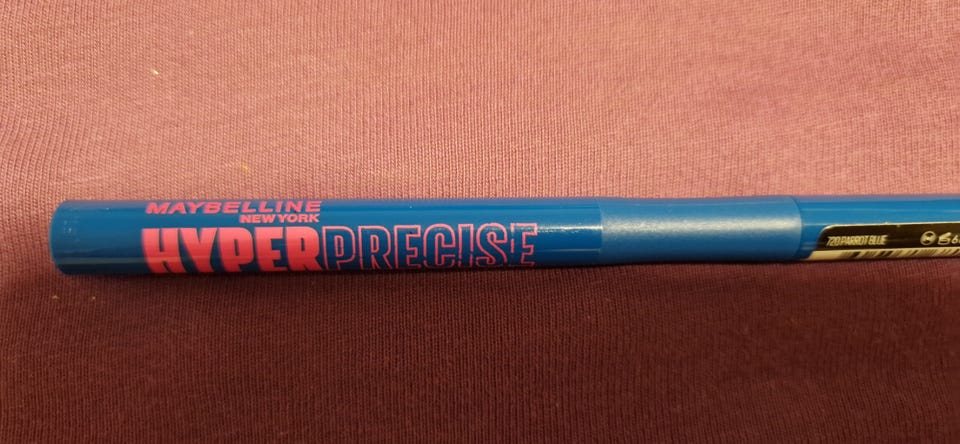 MAYBELLINE
NEW YORK
HYPERPRECISE
720 PARROT BLUE